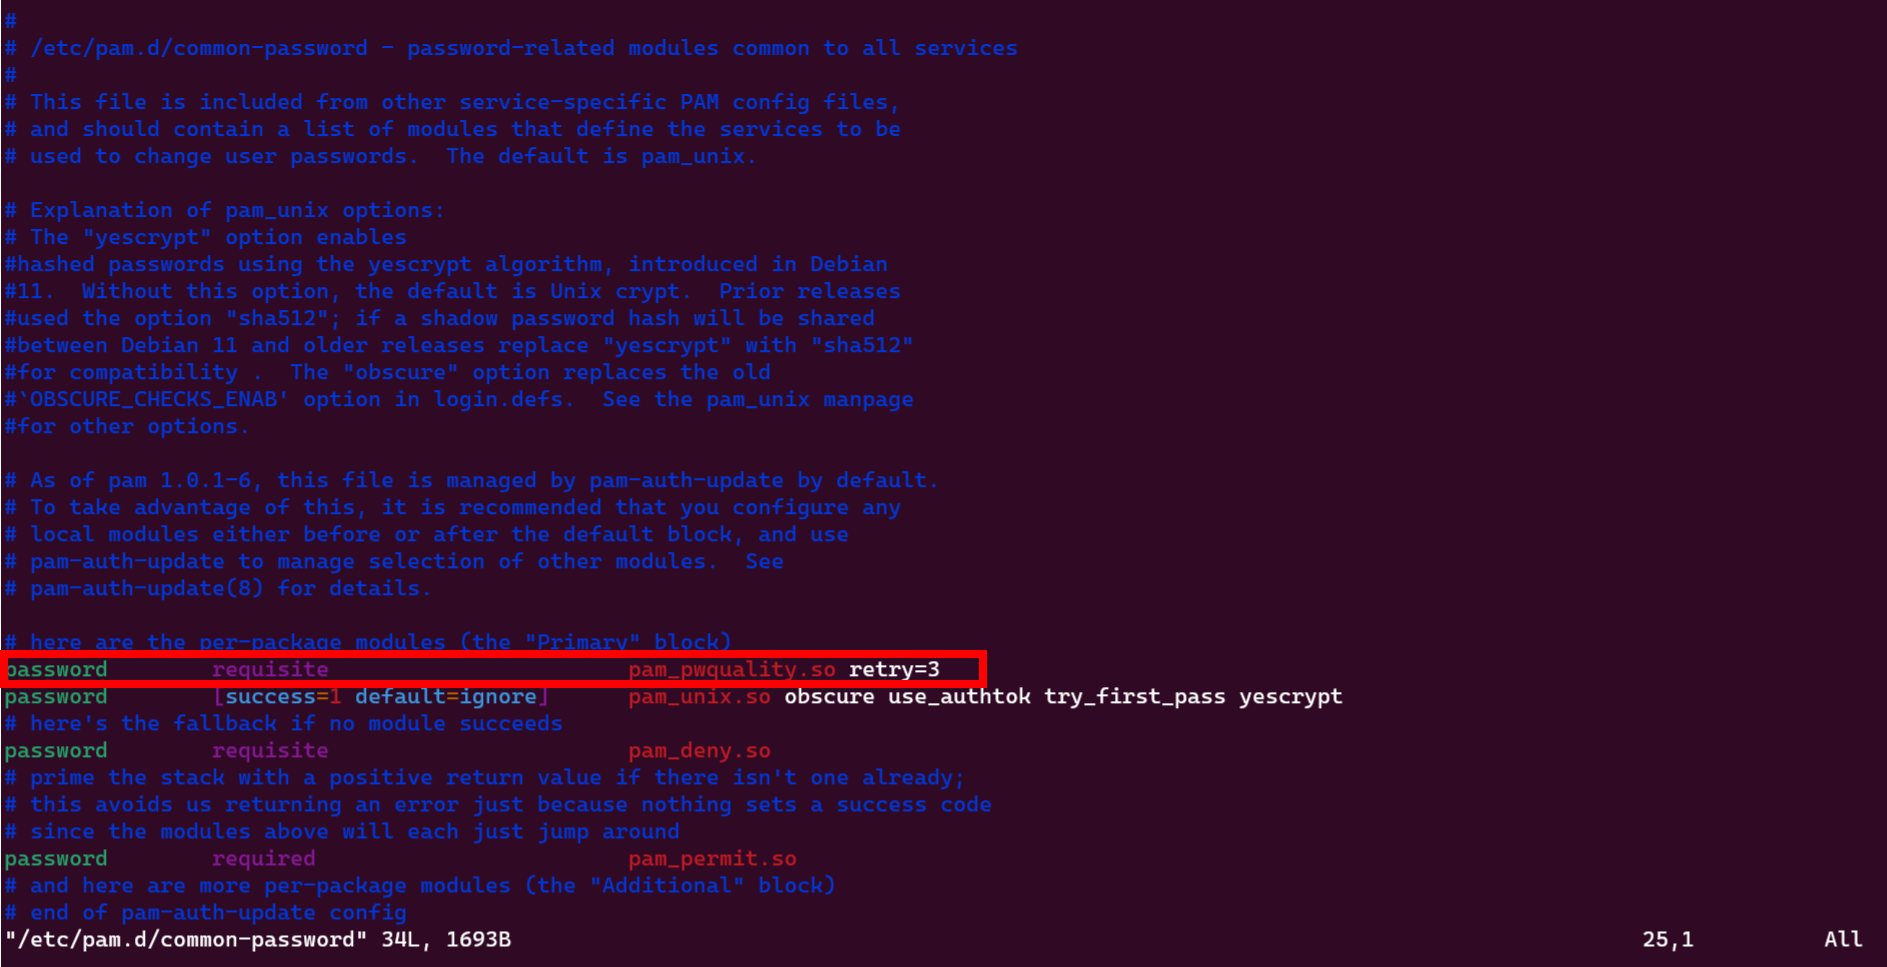 #
# /etc/pam.d/common-password - password-related modules common to all services
#
# This file is included from other service-specific PAM config files,
# and should contain a list of modules that define the services to be
# used to change user passwords.  The default is pam_unix.
# Explanation of pam_unix options:
# The "yescrypt" option enables
#hashed passwords using the yescrypt algorithm, introduced in Debian
#11.  Without this option, the default is Unix crypt.  Prior releases
#used the option "sha512"; if a shadow password hash will be shared
#between Debian 11 and older releases replace "yescrypt" with "sha512"
#for compatibility .  The "obscure" option replaces the old
#`OBSCURE_CHECKS_ENAB' option in login.defs.  See the pam_unix manpage
#for other options.
# As of pam 1.0.1-6, this file is managed by pam-auth-update by default.
# To take advantage of this, it is recommended that you configure any
# local modules either before or after the default block, and use
# pam-auth-update to manage selection of other modules.  See
# pam-auth-update(8) for details.
# here are the per-package modules (the "Primary" block)
password        requisite                       pam_pwquality.so retry=3
password        [success=1 default=ignore]      pam_unix.so obscure use_authtok try_first_pass yescrypt
# here's the fallback if no module succeeds
password        requisite                       pam_deny.so
# prime the stack with a positive return value if there isn't one already;
# this avoids us returning an error just because nothing sets a success code
# since the modules above will each just jump around
password        required                        pam_permit.so
# and here are more per-package modules (the "Additional" block)
# end of pam-auth-update config
"/etc/pam.d/common-password" 34L, 1693B                                                                                       25,1          All